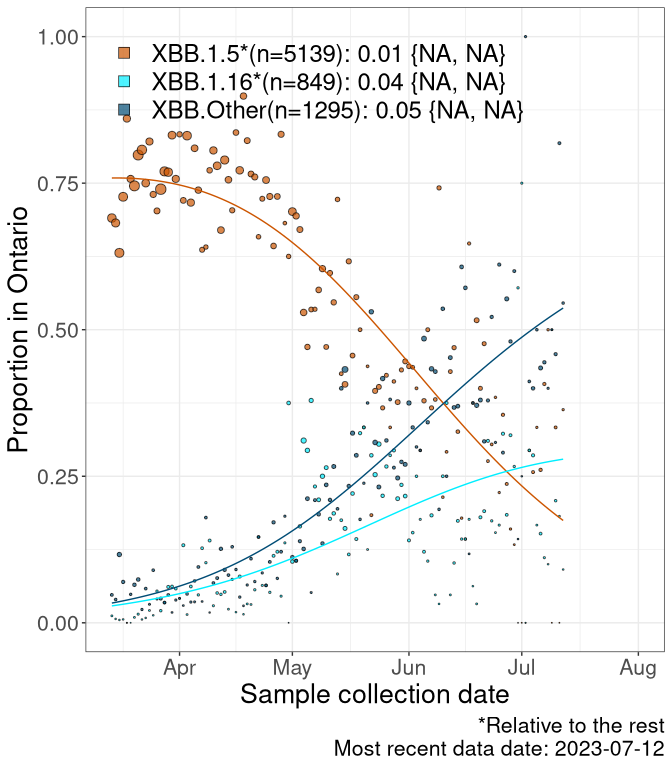 XBB.1.5*(n=5139): 0.01 {NA, NA}
XBB.1.16*(n=849): 0.04 {NA, NA}
XBB.Other(n=1295): 0.05 {NA, NA}
1.00
0.75
0.50
0.25
0.00
Proportion in Ontario
Apr May Jun Jul Aug
Sample collection date
*Relative to the rest
Most recent data date: 2023-07-12